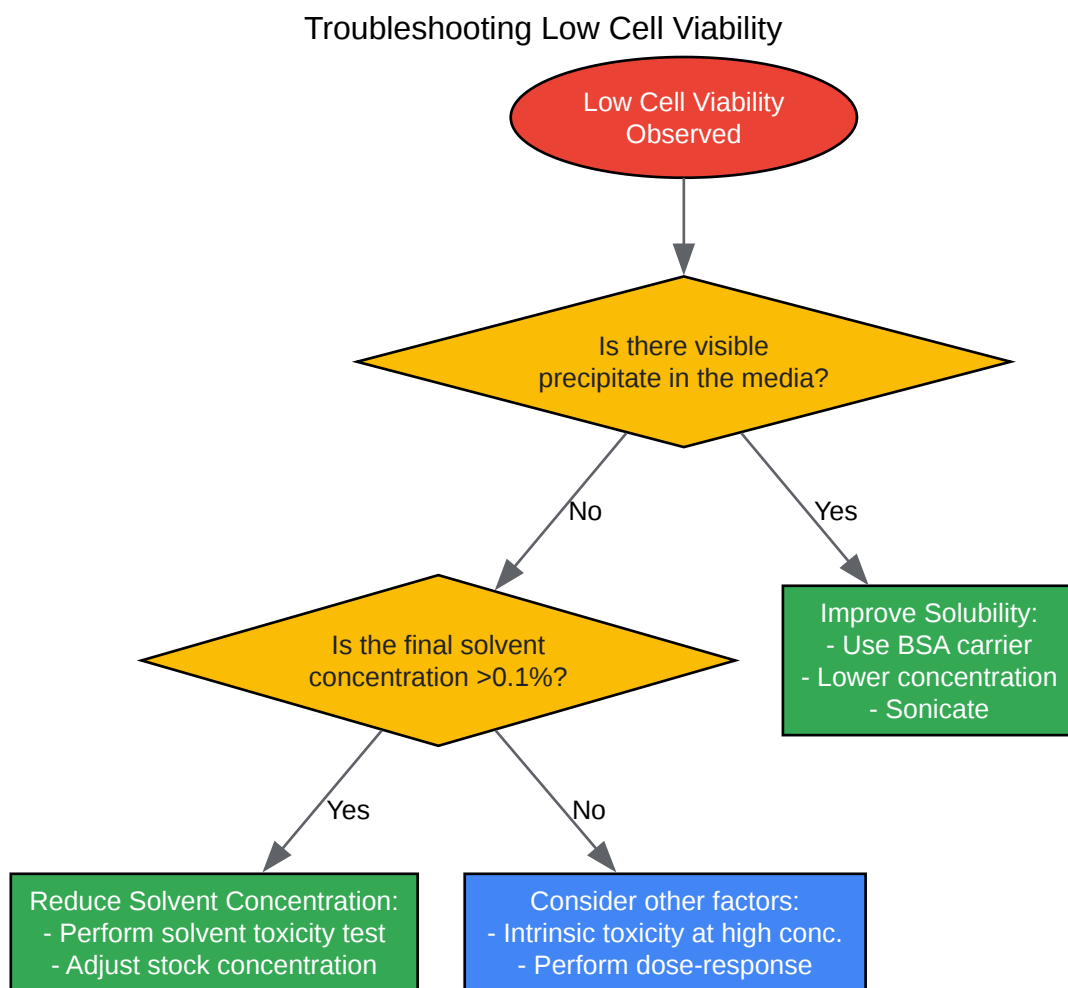 Troubleshooting Low Cell Viability
Low Cell Viability
Observed
Is there visible
precipitate in the media?
No
Yes
Is the final solvent
concentration >0.1%?
Improve Solubility:
- Use BSA carrier
- Lower concentration
- Sonicate
Yes
No
Reduce Solvent Concentration:
- Perform solvent toxicity test
- Adjust stock concentration
Consider other factors:
- Intrinsic toxicity at high conc.
- Perform dose-response